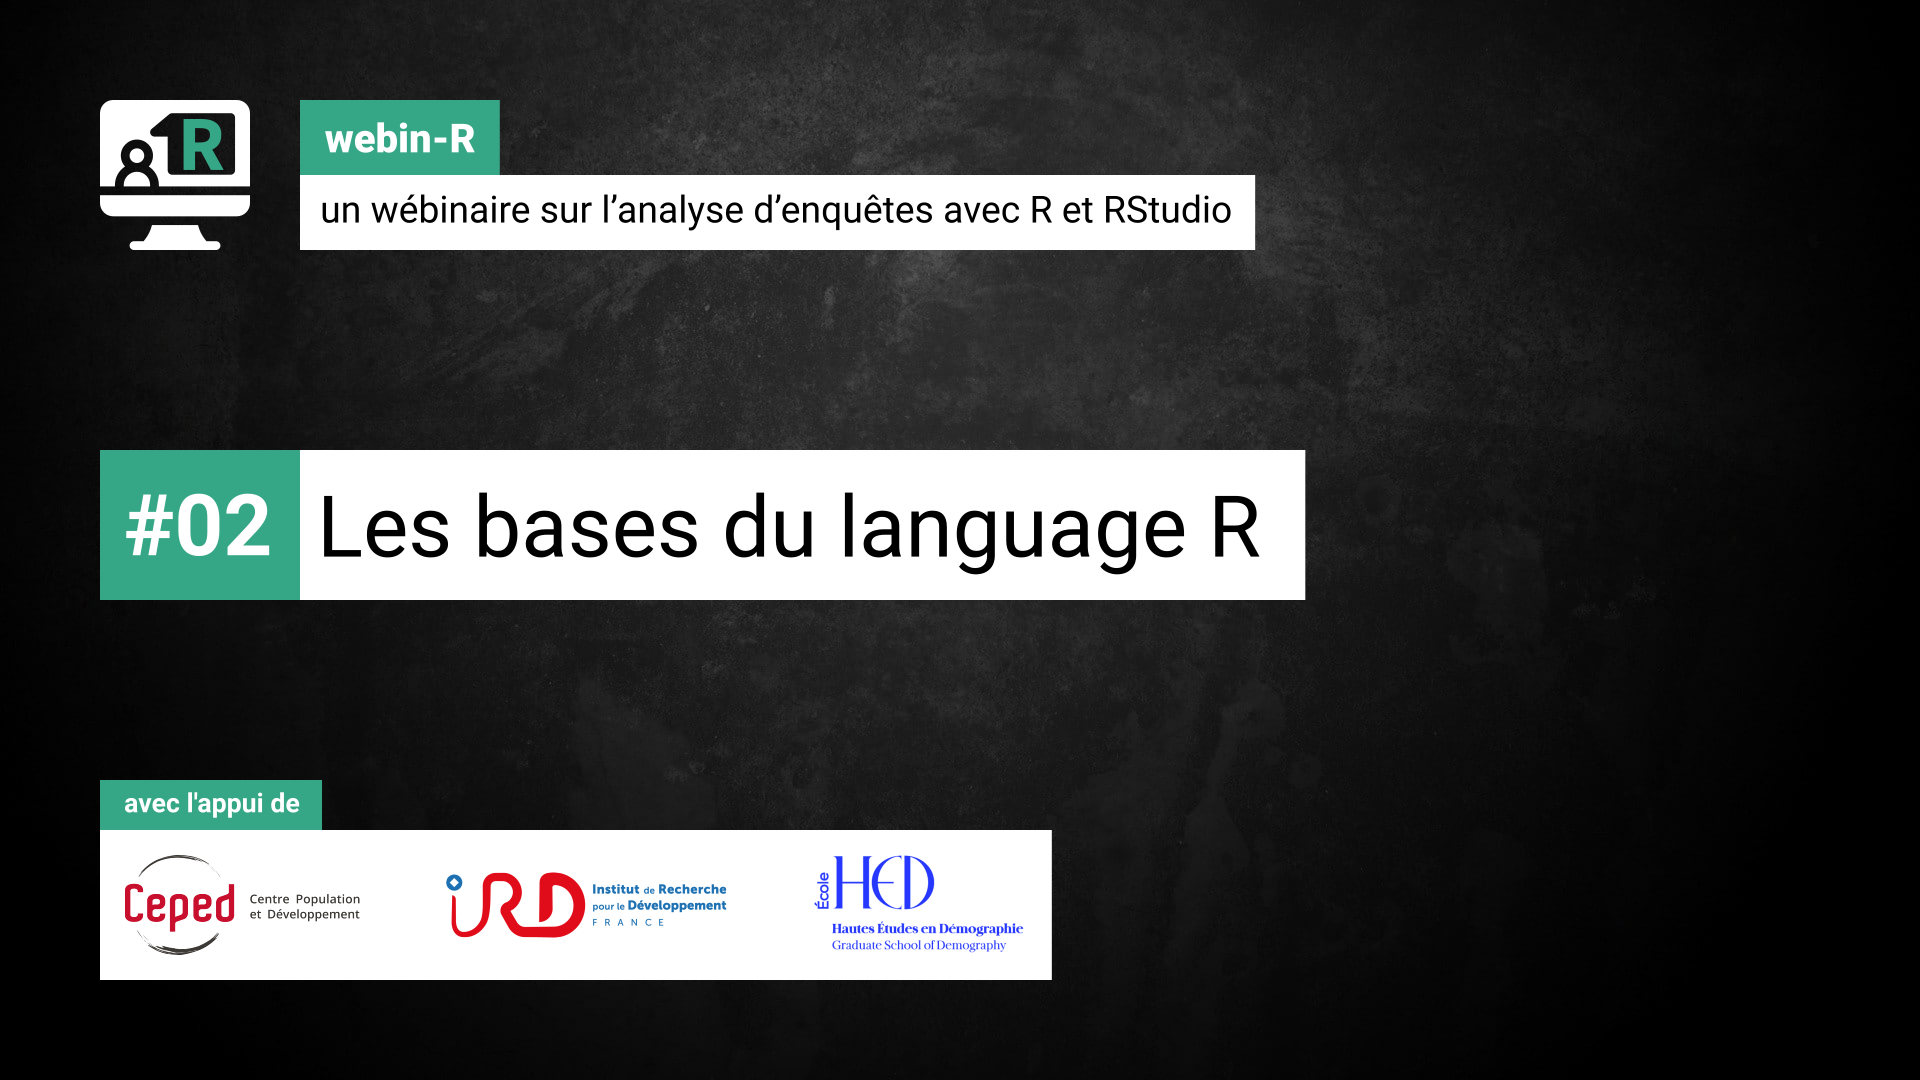 R
webin-R
un wébinaire sur l’analyse d’enquêtes avec R et RStudio
#02 Les bases du language R
avec l'appui de
Ceped Centre Population
et Développement
iRD Institut de Recherche
pour le Développement
FRANCE
École HED
Hautes Études en Démographie
Graduate School of Demography